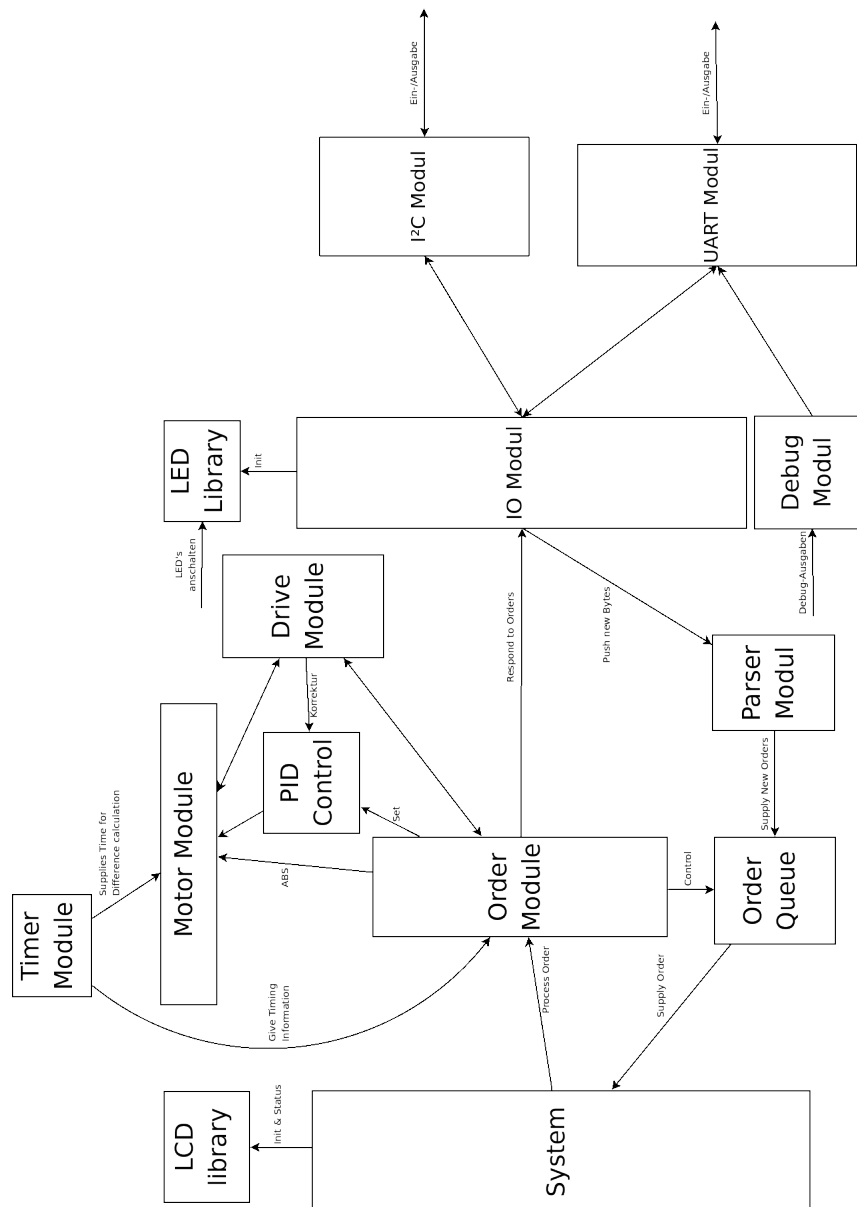 Ein-/Ausgabe
Ein-/Ausgabe
I²C Modul
UART Modul
LED
Library
Init
IO Modul
Debug
Modul
LED's
anschalten
Debug-Ausgaben
Drive
Module
Respond to Orders
Push new Bytes
Parser
Modul
Korrektur
Motor Module
PID
Control
Supply New Orders
Supplies Time for
Difference calculation
Set
ABS
Timer
Module
Order
Module
Control
Order
Queue
Give Timing
Information
Process Order
Supply Order
LCD
library
Init & Status
System